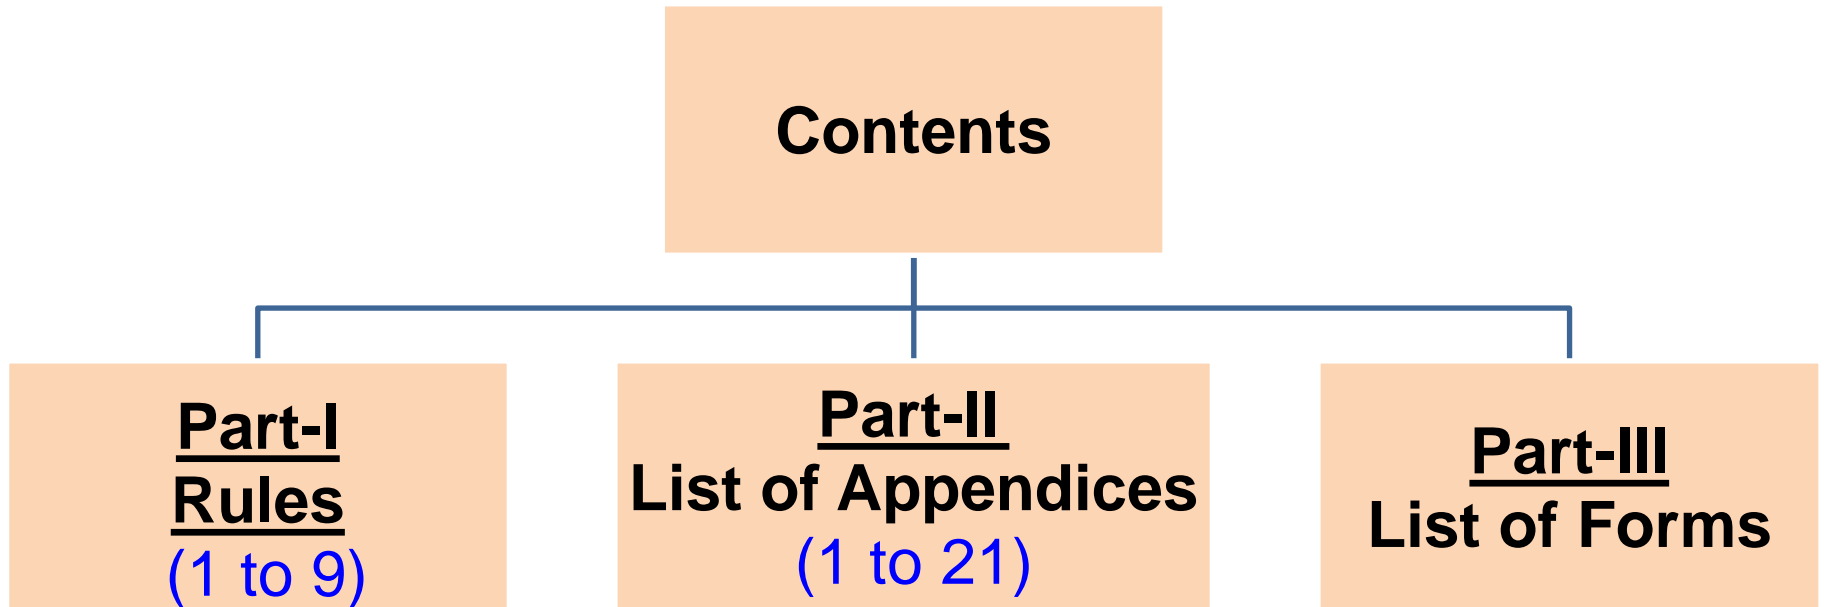 Contents
Part-I
Rules
(1 to 9)
Part-II
List of Appendices
(1 to 21)
Part-III
List of Forms